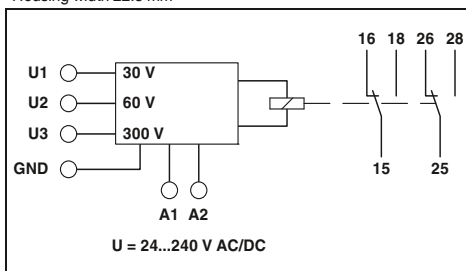 Housing width 22.5 mm
16 18 26 28
U1 30 V
U2 60 V
U3 300 V
GND
15 25
A1 A2
U = 24...240 V AC/DC